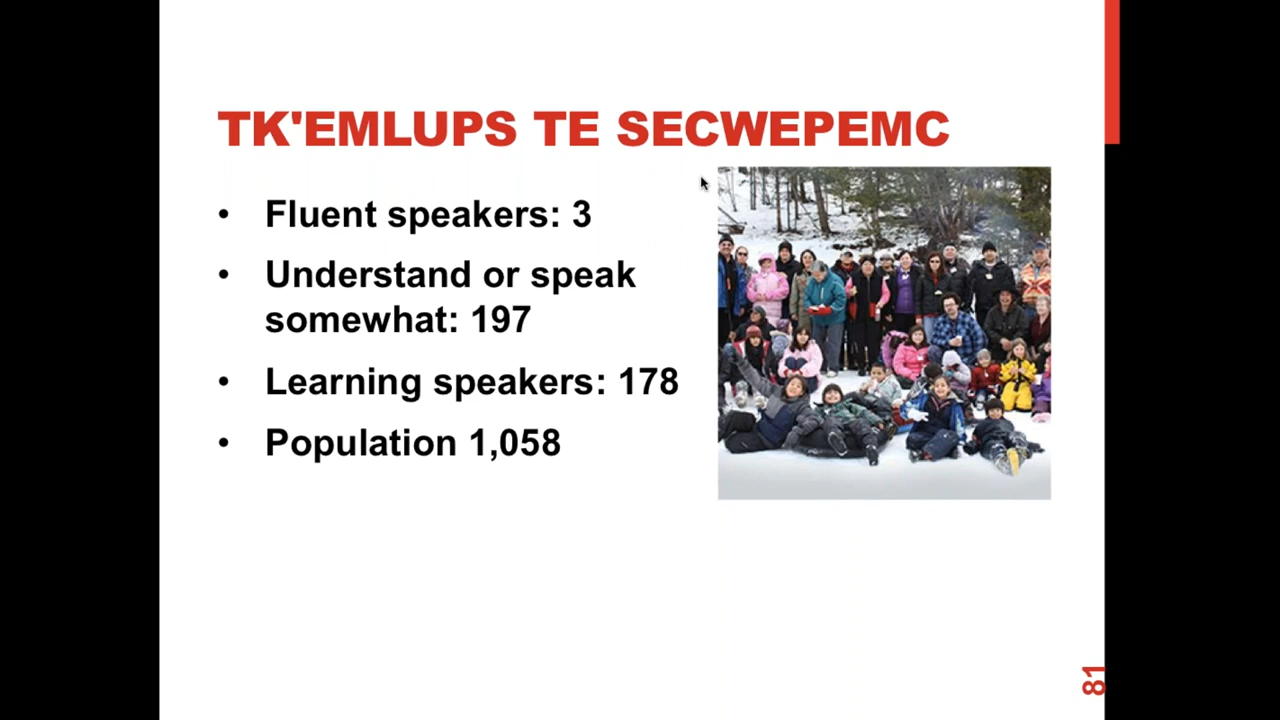 TK'EMLUPS TE SECWEPEMC
• Fluent speakers: 3
• Understand or speak
somewhat: 197
• Learning speakers: 178
• Population 1,058
81